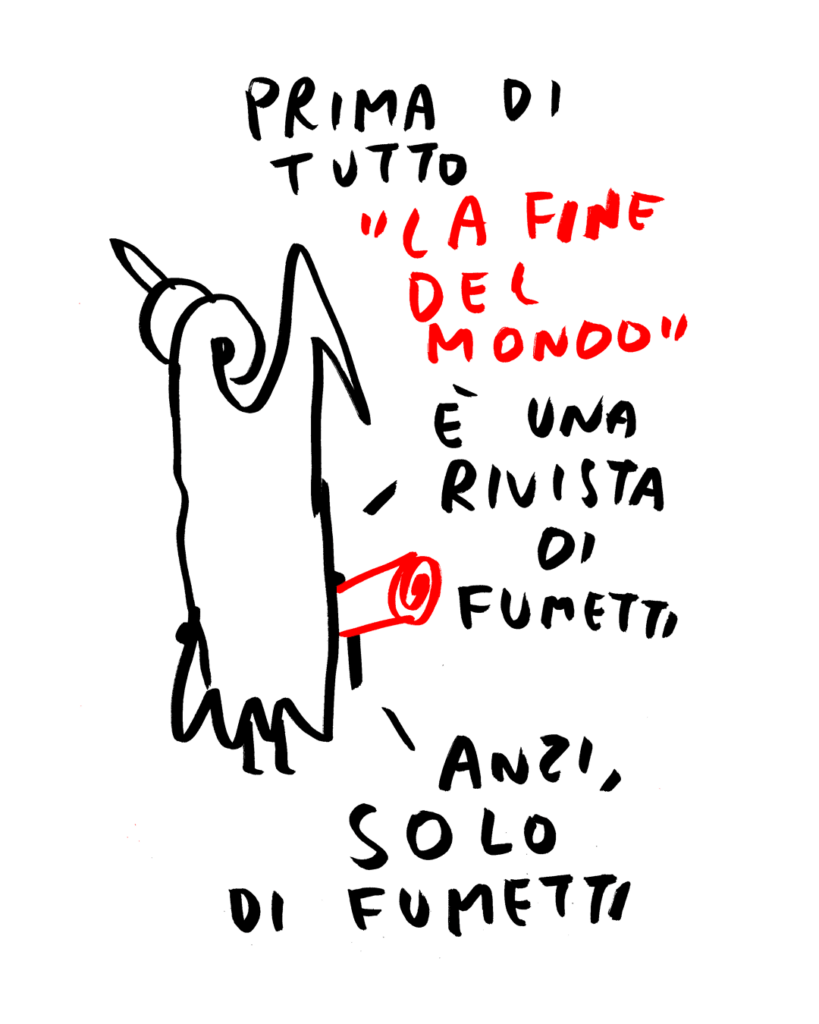 PRIMA DI
TUTTO
"LA FINE
DEL
MONDO"
È UNA
RIVISTA
DI
FUMETTI
ANZI,
SOLO
DI FUMETTI